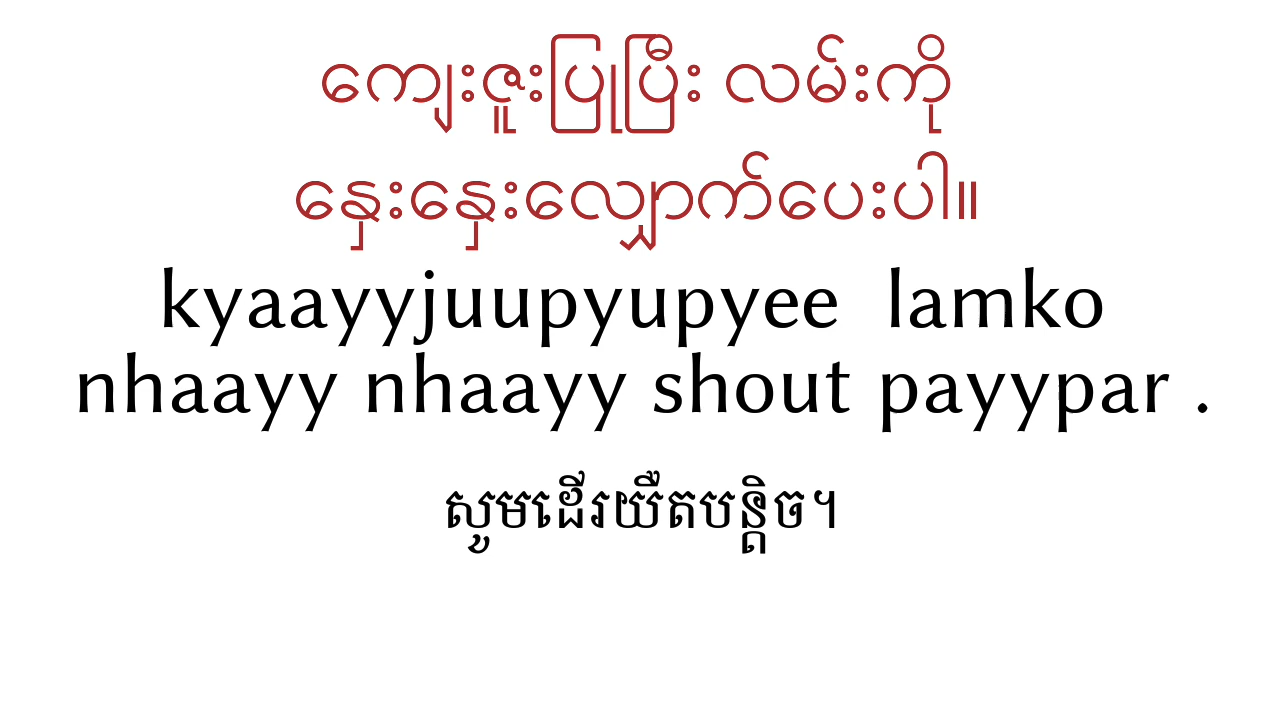 ကျေးဇူးပြုပြီး လမ်းကို
နှေးနှေးလျှောက်ပေးပါ။
kyaayyjuupyupyee lamko
nhaayy nhaayy shout payypar .
សូមដើរយឺតបន្តិច។